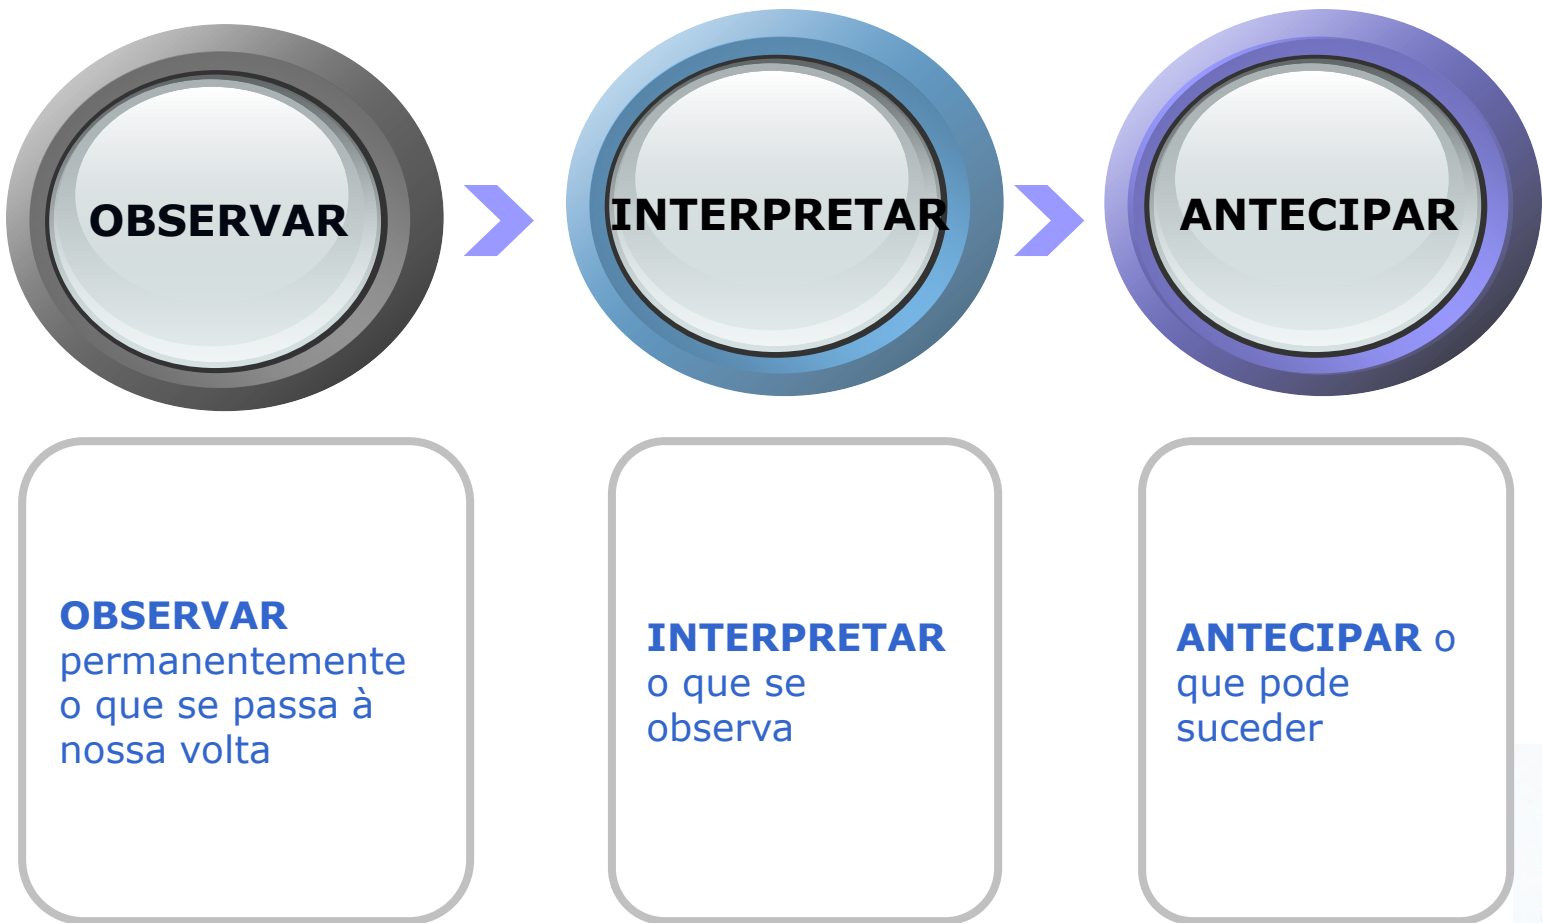 OBSERVAR
INTERPRETAR
ANTECIPAR
OBSERVAR
permanentemente
o que se passa à
nossa volta
INTERPRETAR
o que se
observa
ANTECIPAR o
que pode
suceder